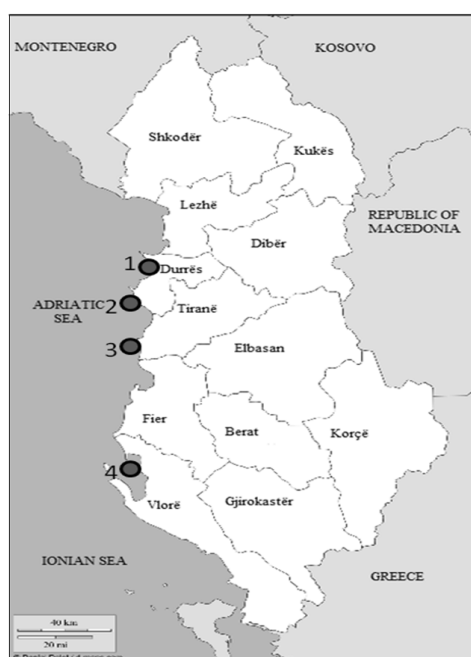 MONTENEGRO
KOSOVO
Shkodër
Kukës
Lezhë
REPUBLIC OF
MACEDONIA
Dibër
1
Durrës
ADRIATIC
SEA
2
Tiranë
3
Elbasan
Fier
Berat
Korçë
4
Vlorë
Gjirokastër
IONIAN SEA
GREECE
40 km
20 mi